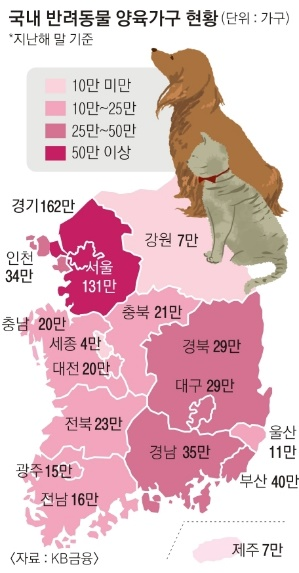 국내 반려동물 양육가구 현황 (단위 : 가구)
*지난해 말 기준
10만 미만
10만~25만
25만~50만
50만 이상
경기162만
강원 7만
인천
34만
서울
131만
충남 20만
충북 21만
세종 4만
대전 20만
경북 29만
대구 29만
전북 23만
울산
11만
경남 35만
부산 40만
광주 15만
전남 16만
제주 7만
〈자료 : KB금융〉